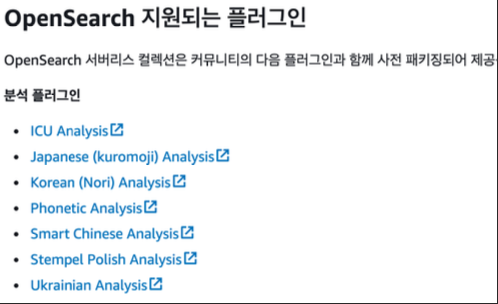 OpenSearch 지원되는 플러그인
OpenSearch 서버리스 컬렉션은 커뮤니티의 다음 플러그인과 함께 사전 패키징되어 제공
분석 플러그인
• ICU Analysis
• Japanese (kuromoji) Analysis
• Korean (Nori) Analysis
• Phonetic Analysis
• Smart Chinese Analysis
• Stempel Polish Analysis
• Ukrainian Analysis